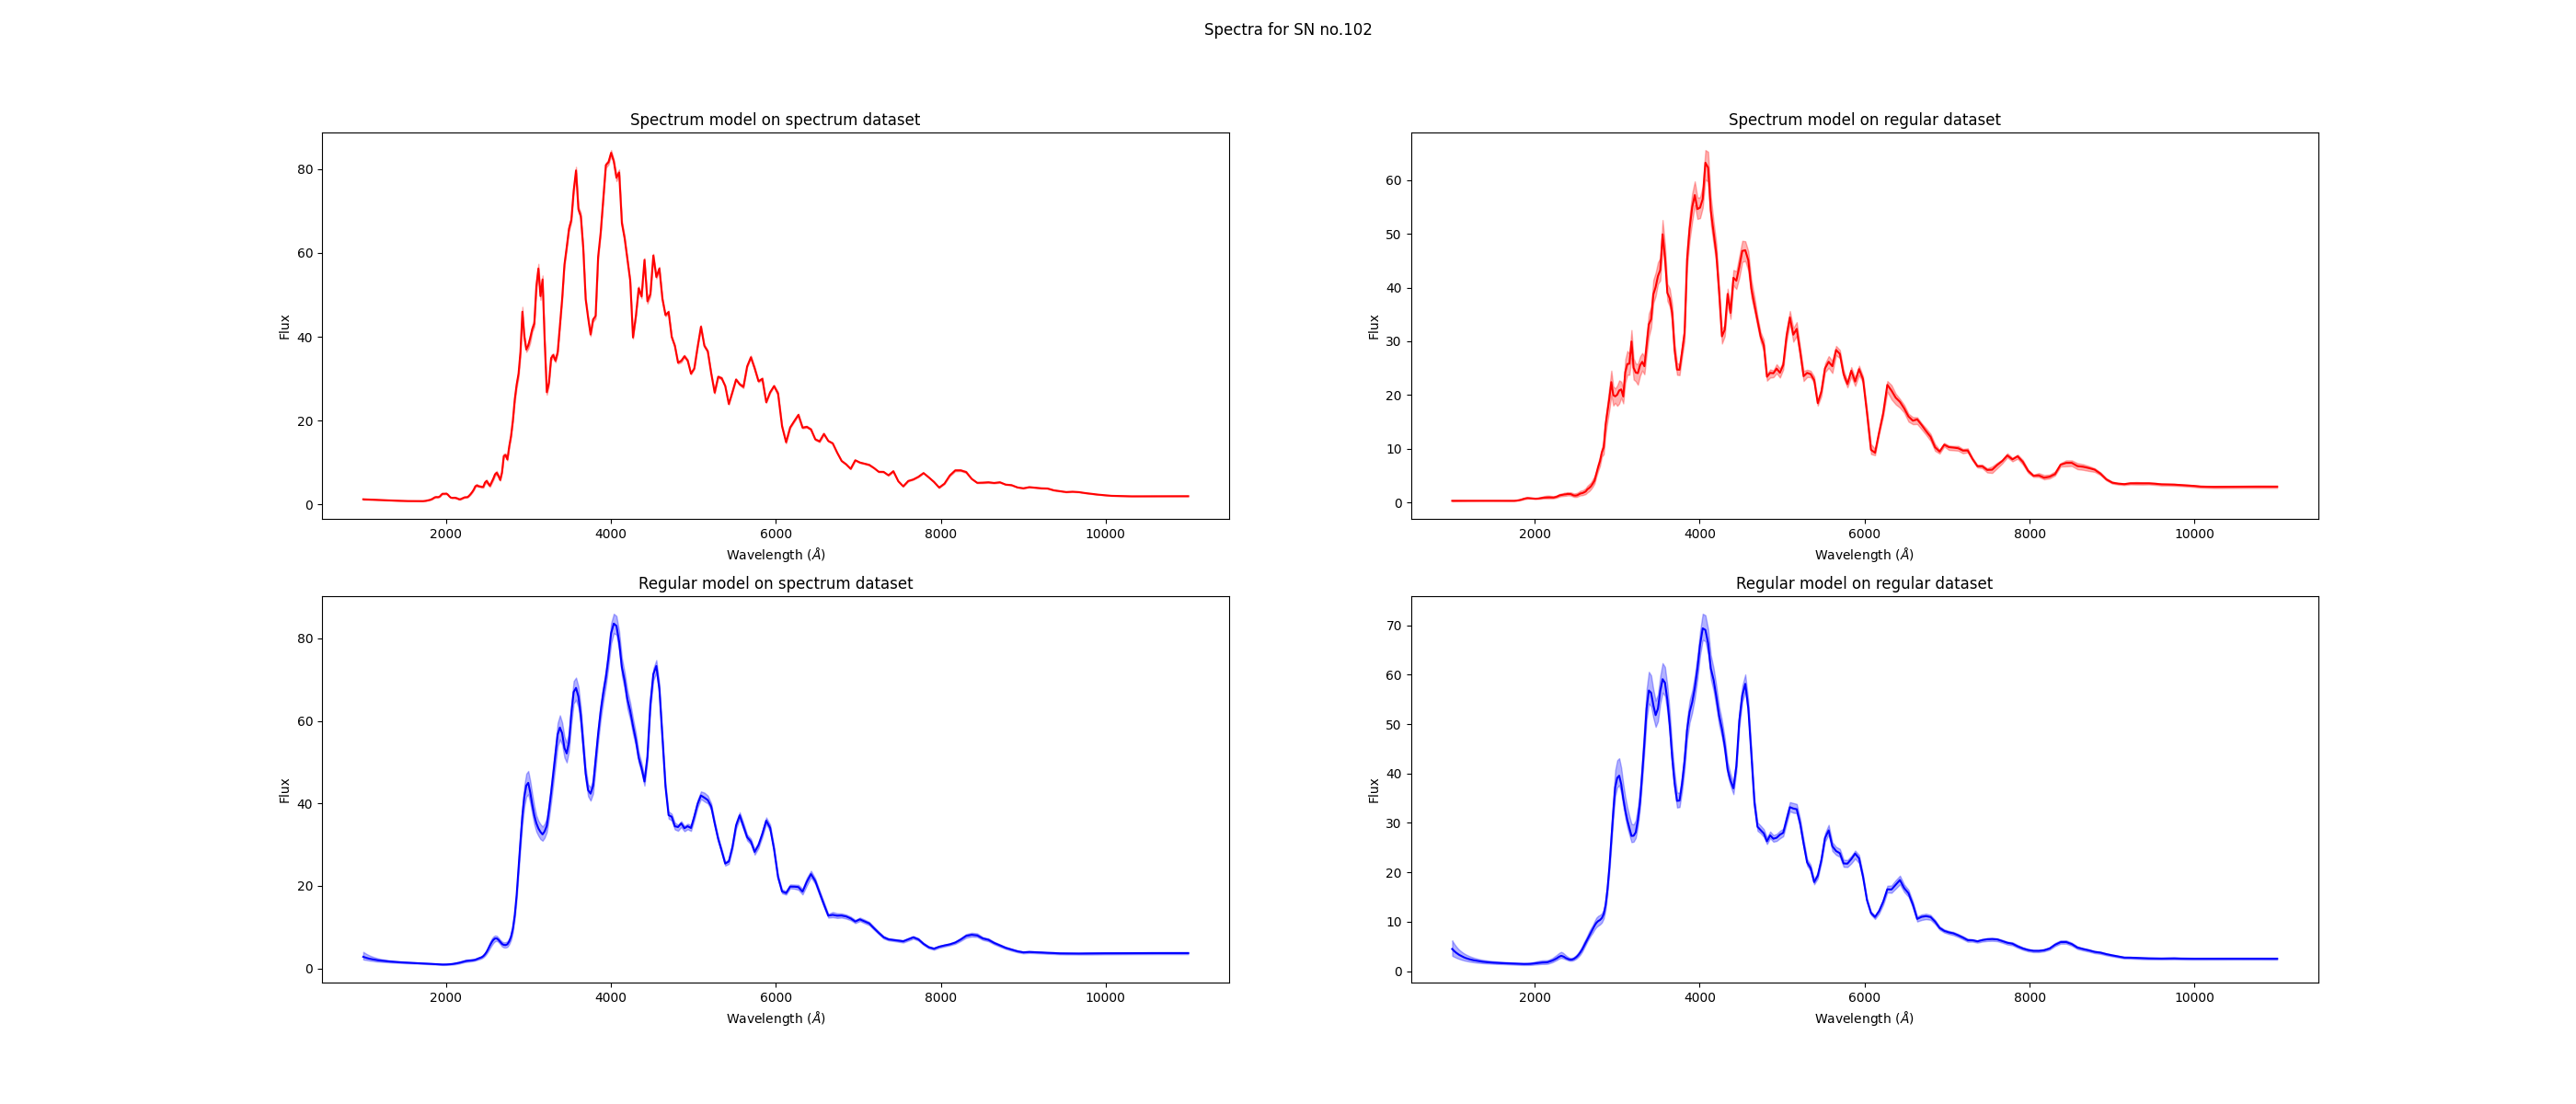 Spectra for SN no.102
Spectrum model on spectrum dataset
Flux
80
60
40
20
0
2000 4000 6000 8000 10000
Wavelength (Å)
Spectrum model on regular dataset
Flux
60
50
40
30
20
10
0
2000 4000 6000 8000 10000
Wavelength (Å)
Regular model on spectrum dataset
Flux
80
60
40
20
0
2000 4000 6000 8000 10000
Wavelength (Å)
Regular model on regular dataset
Flux
70
60
50
40
30
20
10
0
2000 4000 6000 8000 10000
Wavelength (Å)